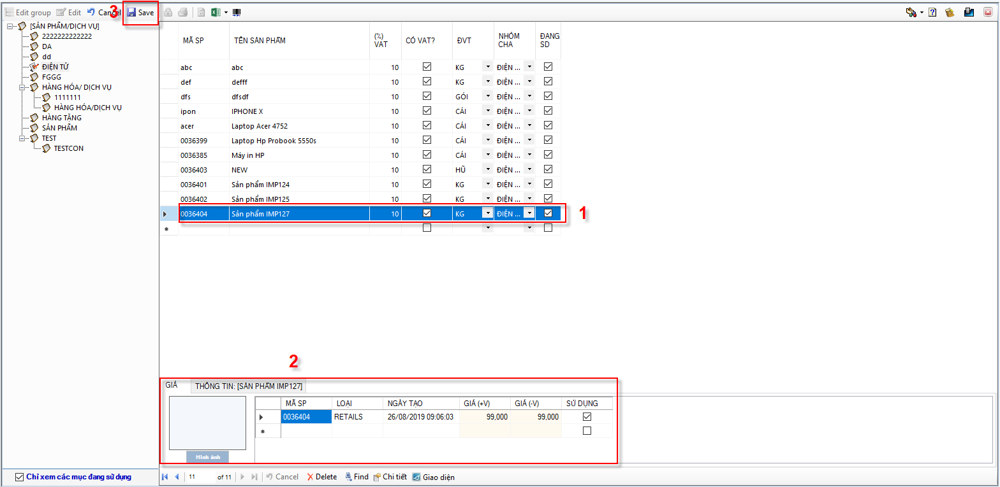 Edit group Edit Cancel 3 Save
[SẢN PHẨM/DỊCH VỤ]
2222222222222
DA
dd
ĐIỆN TỬ
FGGG
HÀNG HÓA/ DỊCH VỤ
1111111
HÀNG HÓA/DỊCH VỤ
HÀNG TẶNG
SẢN PHẨM
TEST
TESTCON
Chỉ xem các mục đang sử dụng
MÃ SP TÊN SẢN PHẨM (%) VAT CÓ VAT? ĐVT NHÓM CHA ĐANG SD
abc abc 10 KG ĐIỆN ...
def defff 10 KG ĐIỆN ...
dfs dfsdf 10 GÓI ĐIỆN ...
ipon IPHONE X 10 CÁI ĐIỆN ...
acer Laptop Acer 4752 10 CÁI ĐIỆN ...
0036399 Laptop Hp Probook 5550s 10 CÁI ĐIỆN ...
0036385 Máy in HP 10 CÁI ĐIỆN ...
0036403 NEW 10 HŨ ĐIỆN ...
0036401 Sản phẩm IMP124 10 KG ĐIỆN ...
0036402 Sản phẩm IMP125 10 KG ĐIỆN ...
0036404 Sản phẩm IMP127 10 KG ĐIỆN ... 1
2
GIÁ THÔNG TIN: [SẢN PHẨM IMP127]
MÃ SP LOẠI NGÀY TẠO GIÁ (+V) GIÁ (-V) SỬ DỤNG
0036404 RETAILS 26/08/2019 09:06:03 99,000 99,000
Hình ảnh
11 of 11 Cancel Delete Find Chi tiết Giao diện